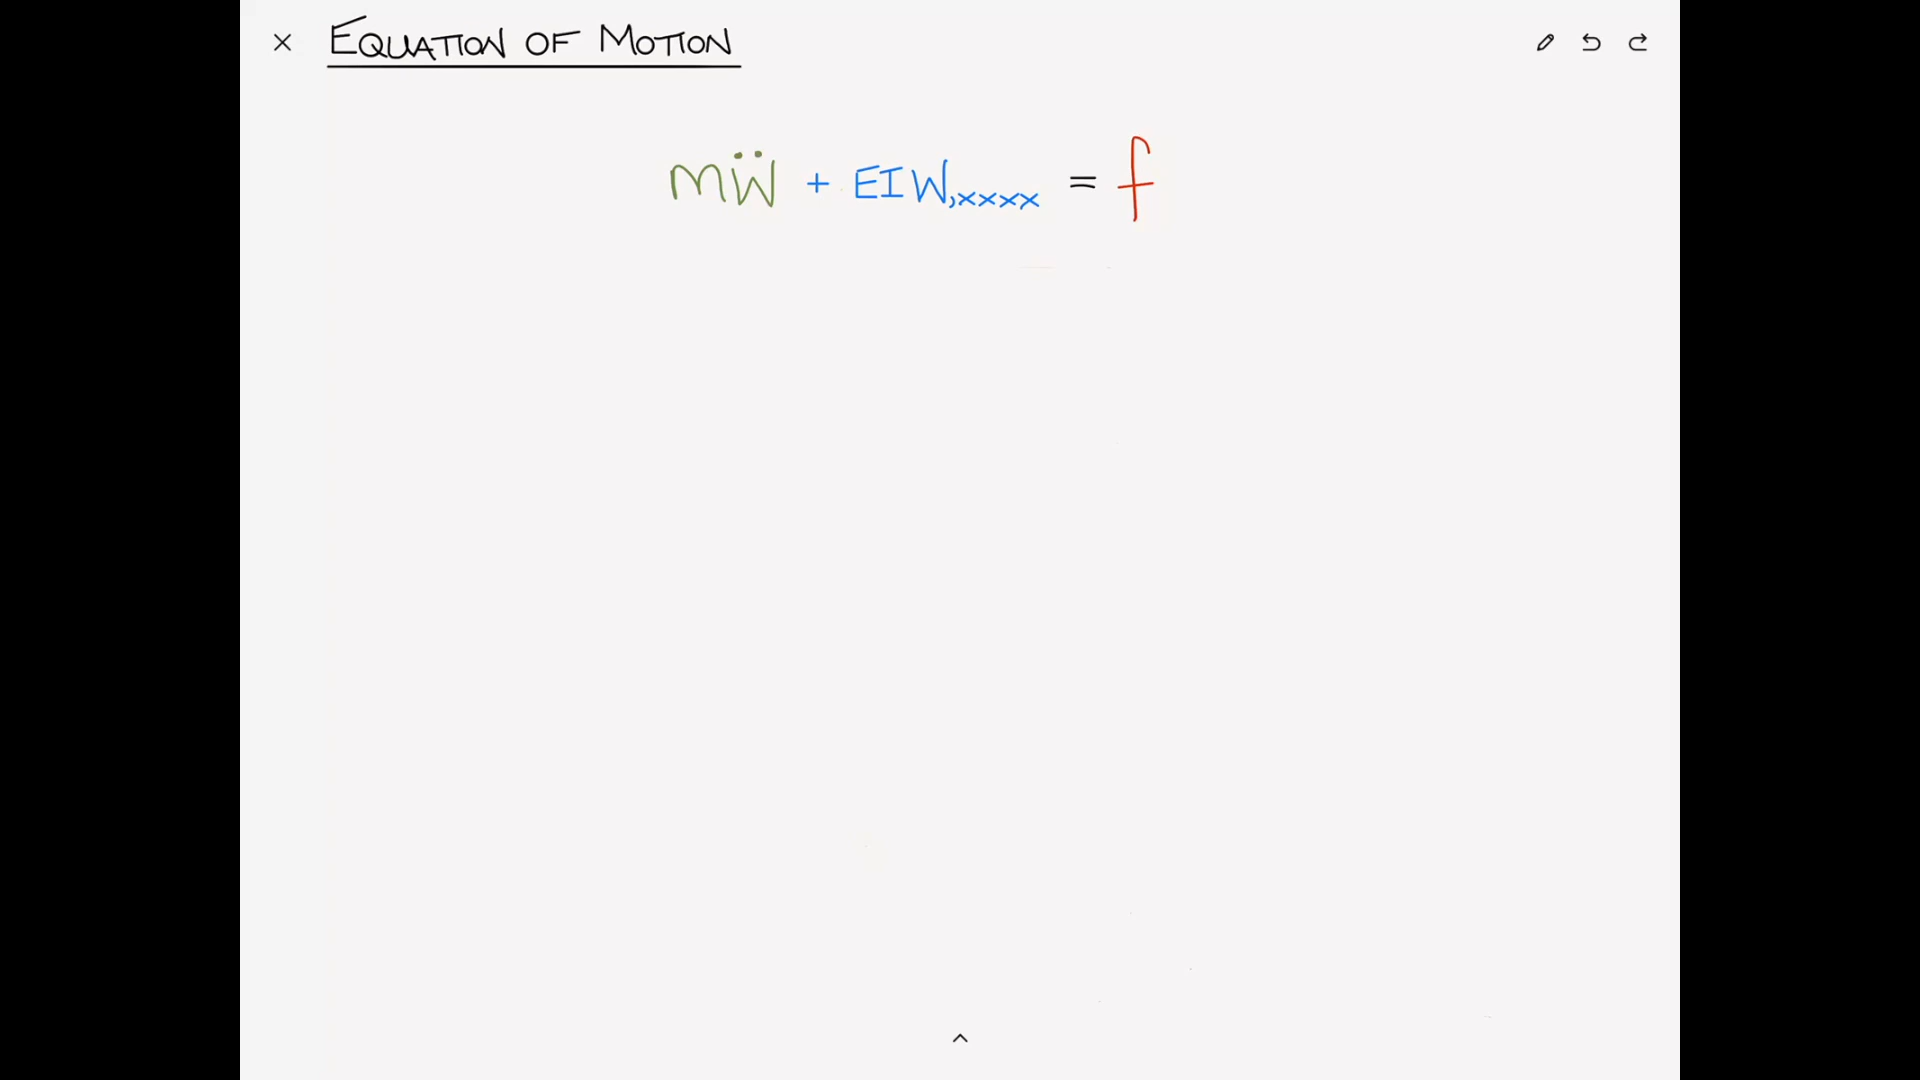 EQUATION OF MOTION
mẅ + EIw,xxxx = f